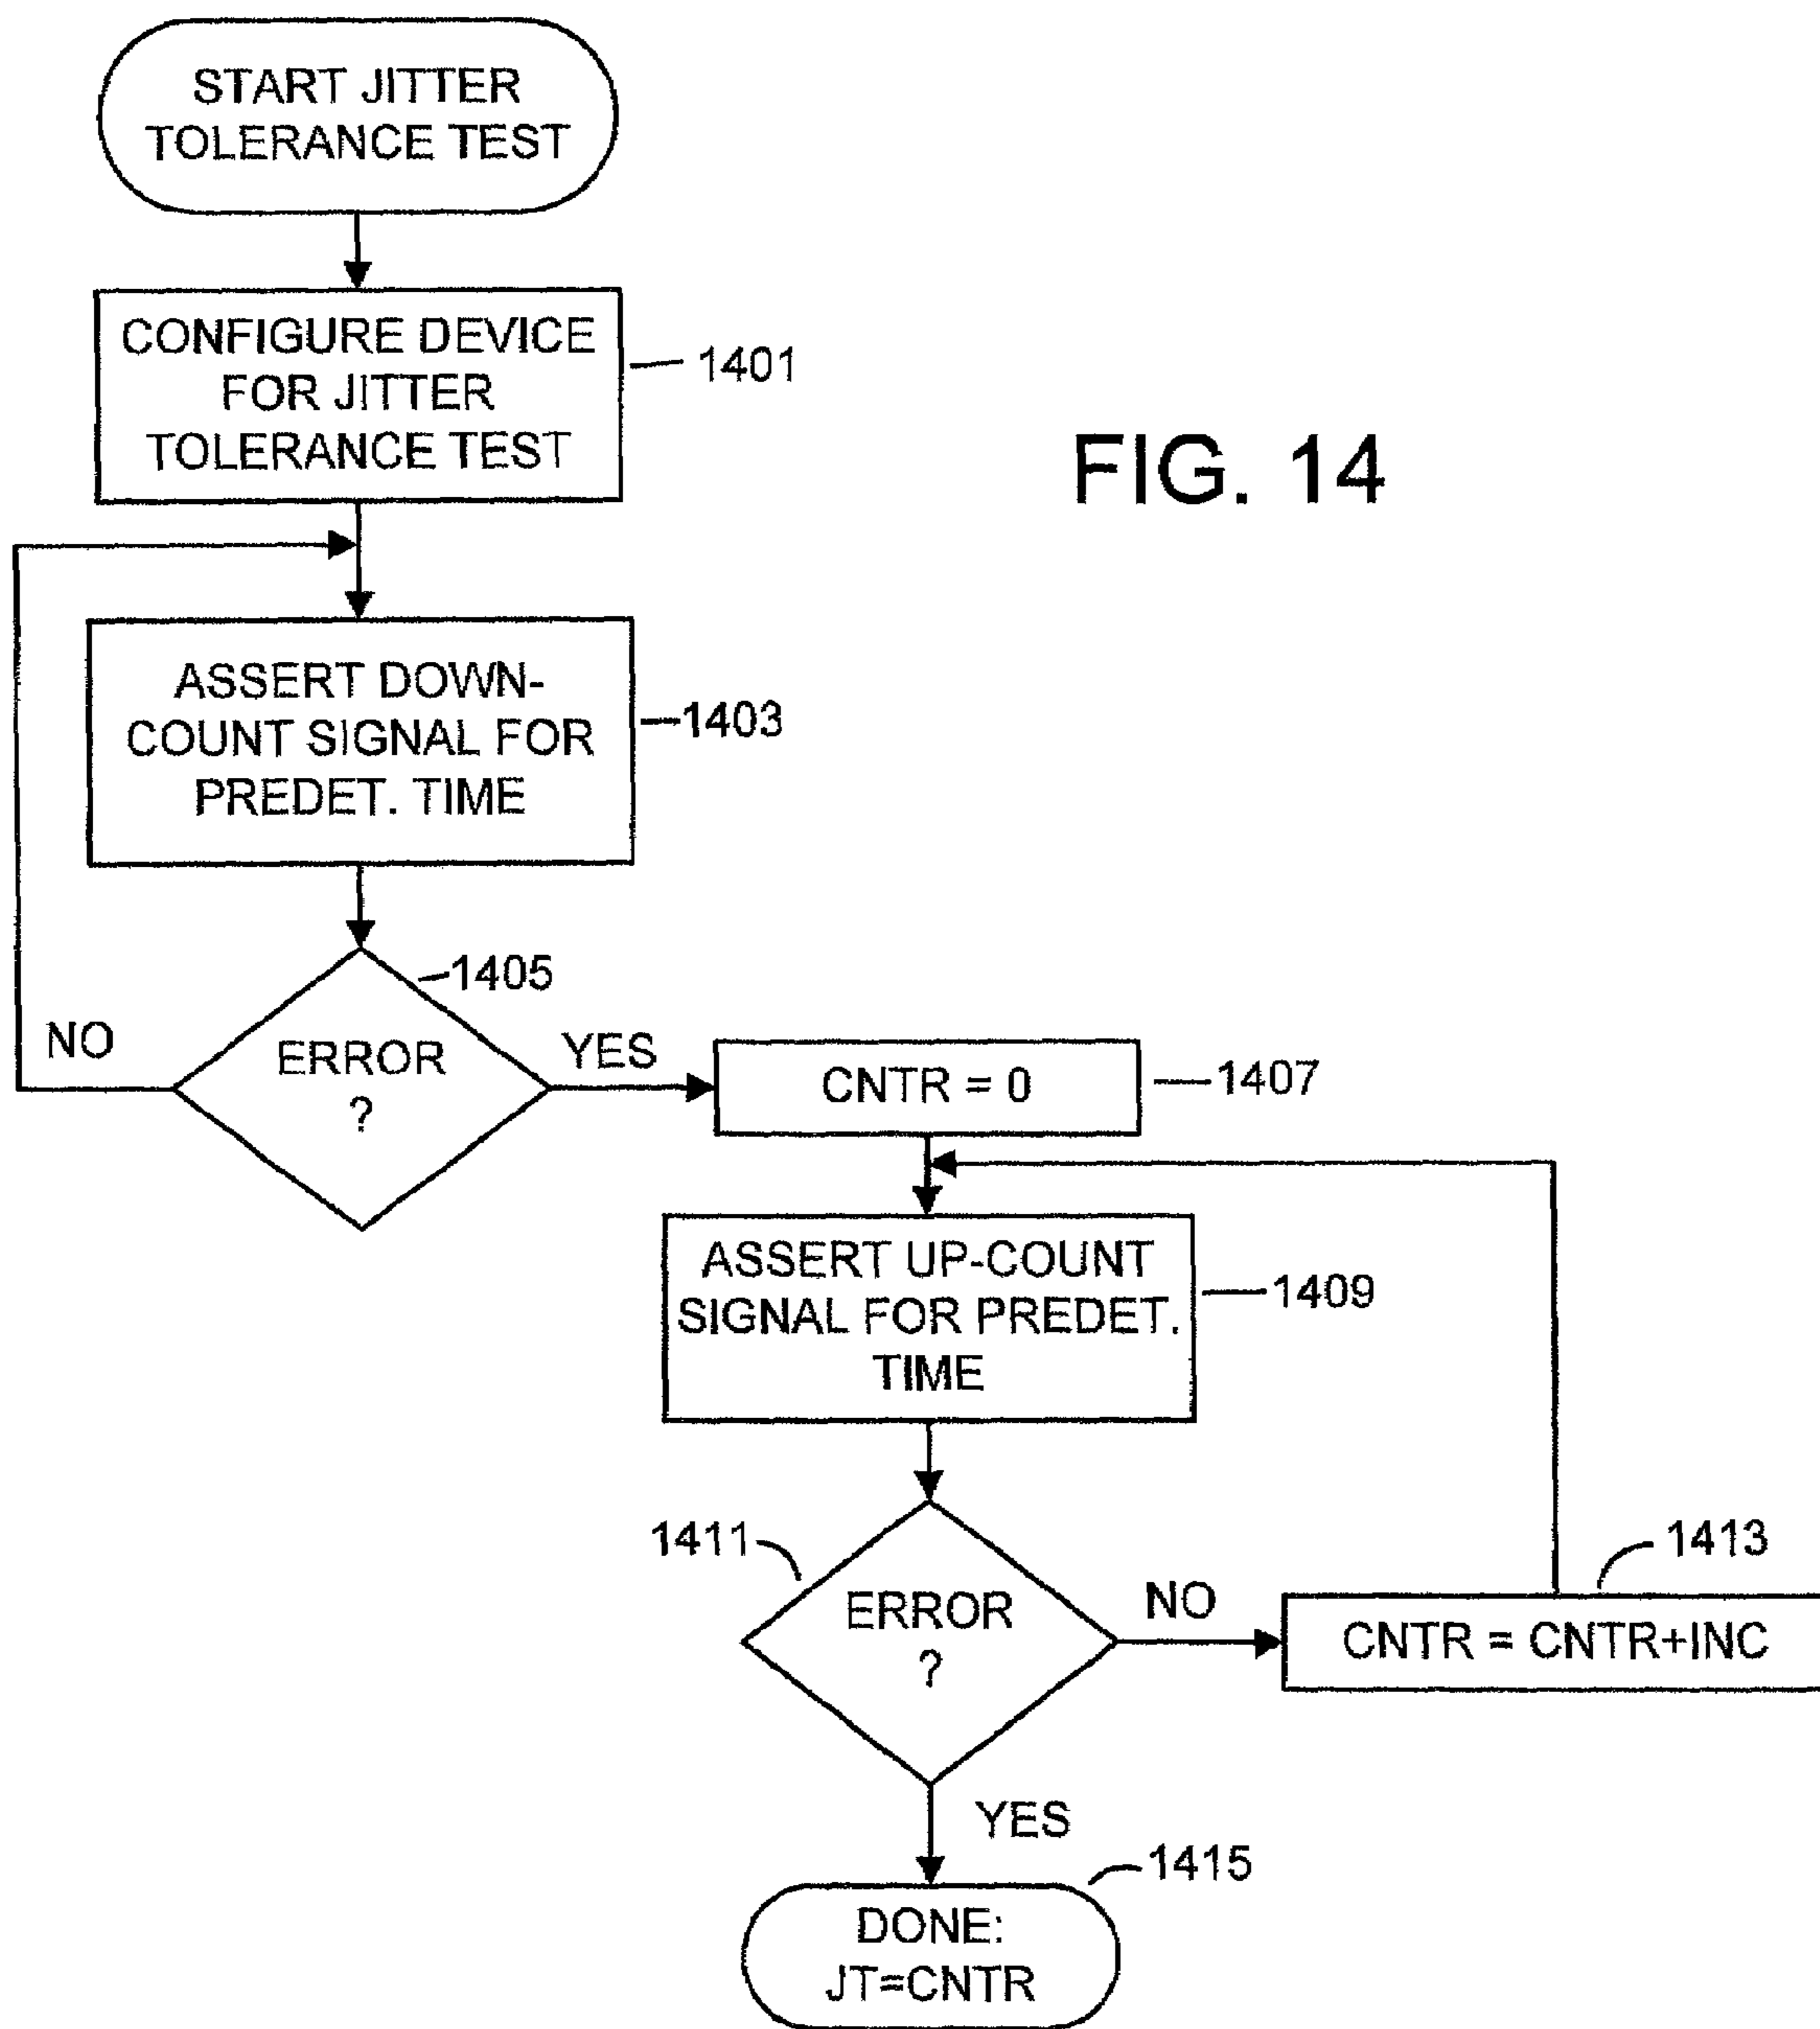 START JITTER
TOLERANCE TEST
CONFIGURE DEVICE
FOR JITTER
TOLERANCE TEST
1401
FIG. 14
ASSERT DOWN-
COUNT SIGNAL FOR
PREDET. TIME
1403
1405
NO
ERROR
?
YES
CNTR = 0
1407
ASSERT UP-COUNT
SIGNAL FOR PREDET.
TIME
1409
1411
ERROR
?
NO
1413
CNTR = CNTR+INC
YES
1415
DONE:
JT=CNTR